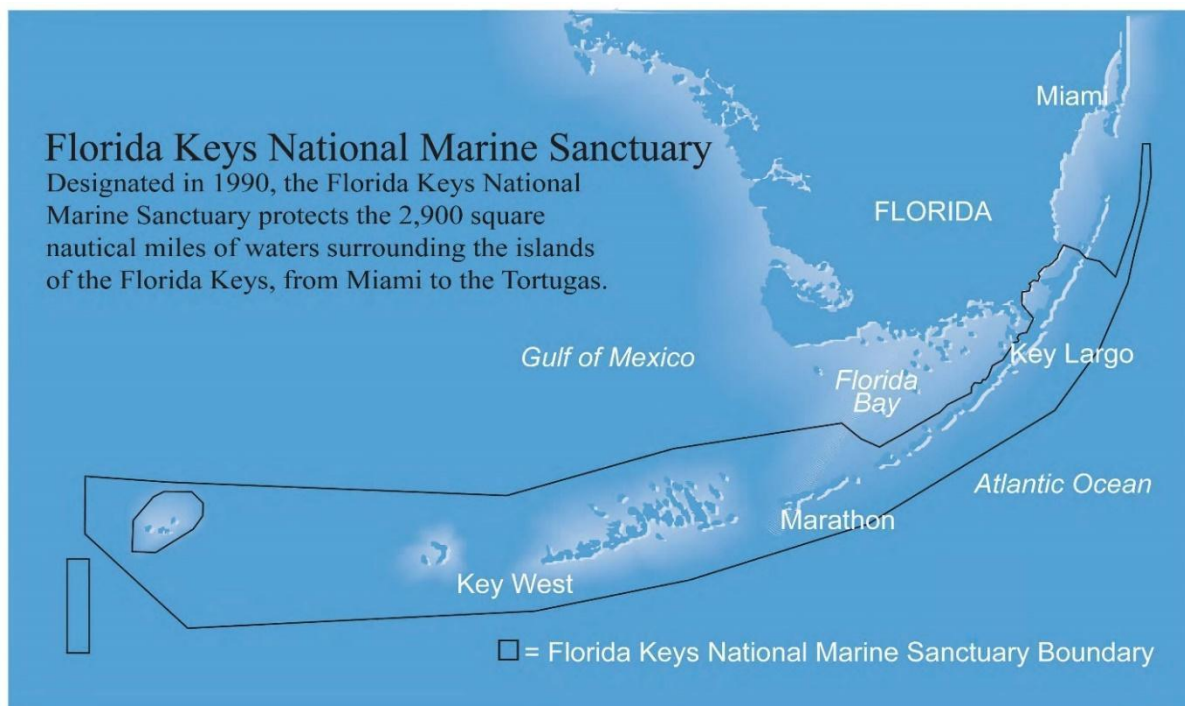 Florida Keys National Marine Sanctuary
Designated in 1990, the Florida Keys National
Marine Sanctuary protects the 2,900 square
nautical miles of waters surrounding the islands
of the Florida Keys, from Miami to the Tortugas.
Miami
FLORIDA
Gulf of Mexico
Key Largo
Florida
Bay
Atlantic Ocean
Marathon
Key West
= Florida Keys National Marine Sanctuary Boundary